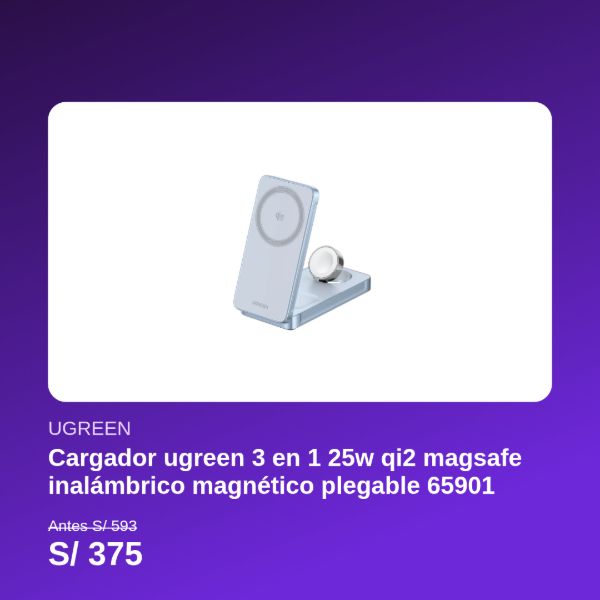 UGREEN
Cargador ugreen 3 en 1 25w qi2 magsafe
inalámbrico magnético plegable 65901
Antes S/ 593
S/ 375